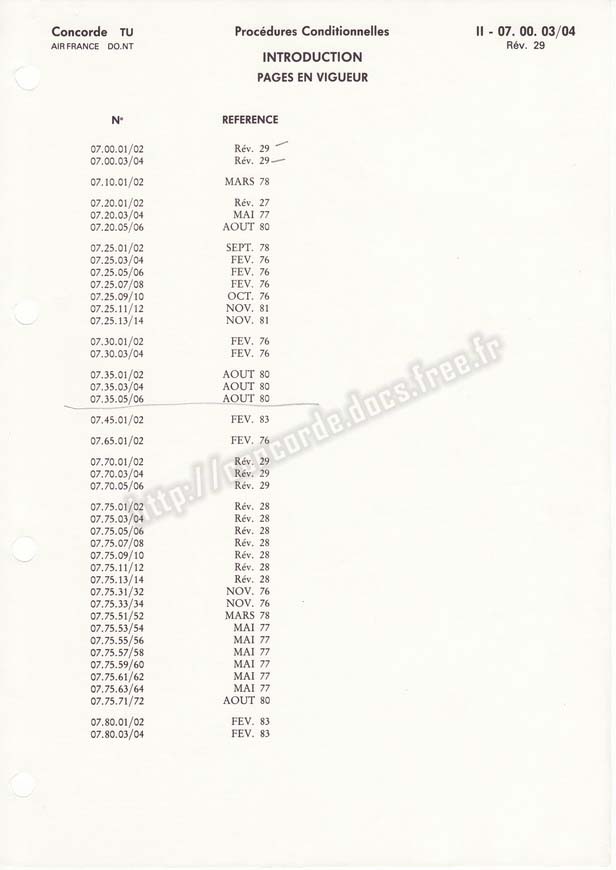 Concorde TU Procédures Conditionnelles II - 07. 00. 03/04
AIR FRANCE DO.NT INTRODUCTION Rév. 29
PAGES EN VIGUEUR
N° REFERENCE
07.00.01/02 Rév. 29
07.00.03/04 Rév. 29
07.10.01/02 MARS 78
07.20.01/02 Rév. 27
07.20.03/04 MAI 77
07.20.05/06 AOUT 80
07.25.01/02 SEPT. 78
07.25.03/04 FEV. 76
07.25.05/06 FEV. 76
07.25.07/08 FEV. 76
07.25.09/10 OCT. 76
07.25.11/12 NOV. 81
07.25.13/14 NOV. 81
07.30.01/02 FEV. 76
07.30.03/04 FEV. 76
07.35.01/02 AOUT 80
07.35.03/04 AOUT 80
07.35.05/06 AOUT 80
07.45.01/02 FEV. 83
07.65.01/02 FEV. 76
07.70.01/02 Rév. 29
07.70.03/04 Rév. 29
07.70.05/06 Rév. 29
07.75.01/02 Rév. 28
07.75.03/04 Rév. 28
07.75.05/06 Rév. 28
07.75.07/08 Rév. 28
07.75.09/10 Rév. 28
07.75.11/12 Rév. 28
07.75.13/14 Rév. 28
07.75.31/32 NOV. 76
07.75.33/34 NOV. 76
07.75.51/52 MARS 78
07.75.53/54 MAI 77
07.75.55/56 MAI 77
07.75.57/58 MAI 77
07.75.59/60 MAI 77
07.75.61/62 MAI 77
07.75.63/64 MAI 77
07.75.71/72 AOUT 80
07.80.01/02 FEV. 83
07.80.03/04 FEV. 83